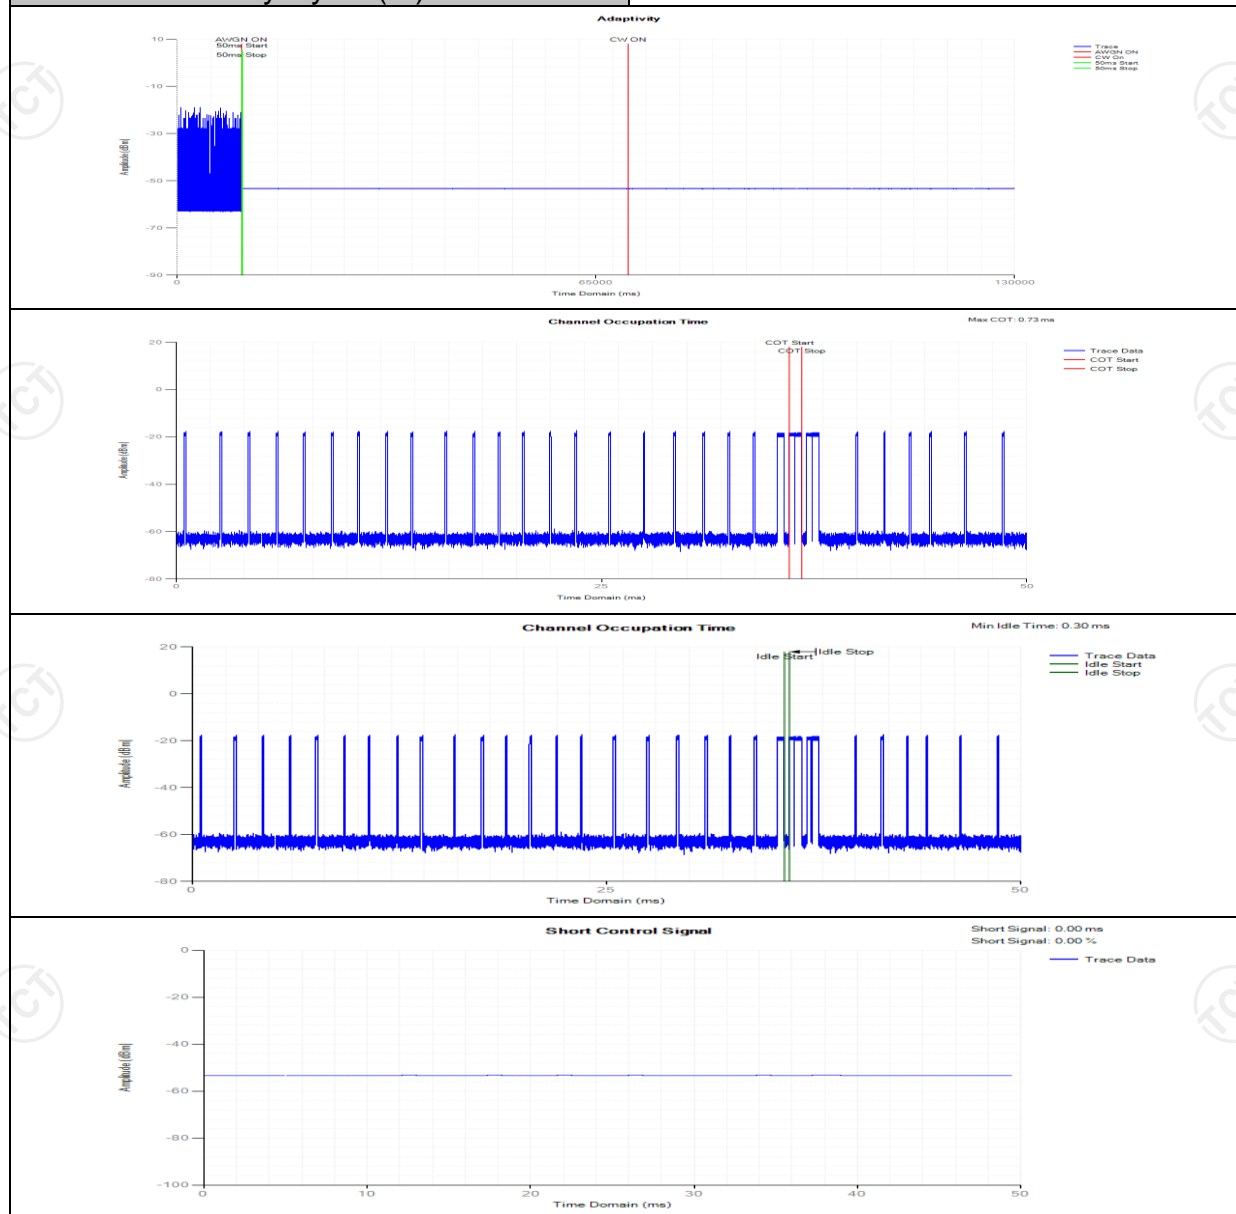 Adaptivity
10
-10
-30
-50
-70
-90
Amplitude (dBm)
AWGN ON
50ms Start
50ms Stop
CW ON
Trace
AWGN ON
CW On
50ms Start
50ms Stop
0
65000
130000
Time Domain (ms)
Channel Occupation Time
Max COT: 0.73 ms
20
0
-20
-40
-60
-80
Amplitude (dBm)
COT Start
COT Stop
Trace Data
COT Start
COT Stop
0
25
50
Time Domain (ms)
Channel Occupation Time
Min Idle Time: 0.30 ms
20
0
-20
-40
-60
-80
Amplitude (dBm)
Idle Start
Idle Stop
Trace Data
Idle Start
Idle Stop
0
25
50
Time Domain (ms)
Short Control Signal
Short Signal: 0.00 ms
Short Signal: 0.00 %
Trace Data
0
-20
-40
-60
-80
-100
Amplitude (dBm)
0
10
20
30
40
50
Time Domain (ms)